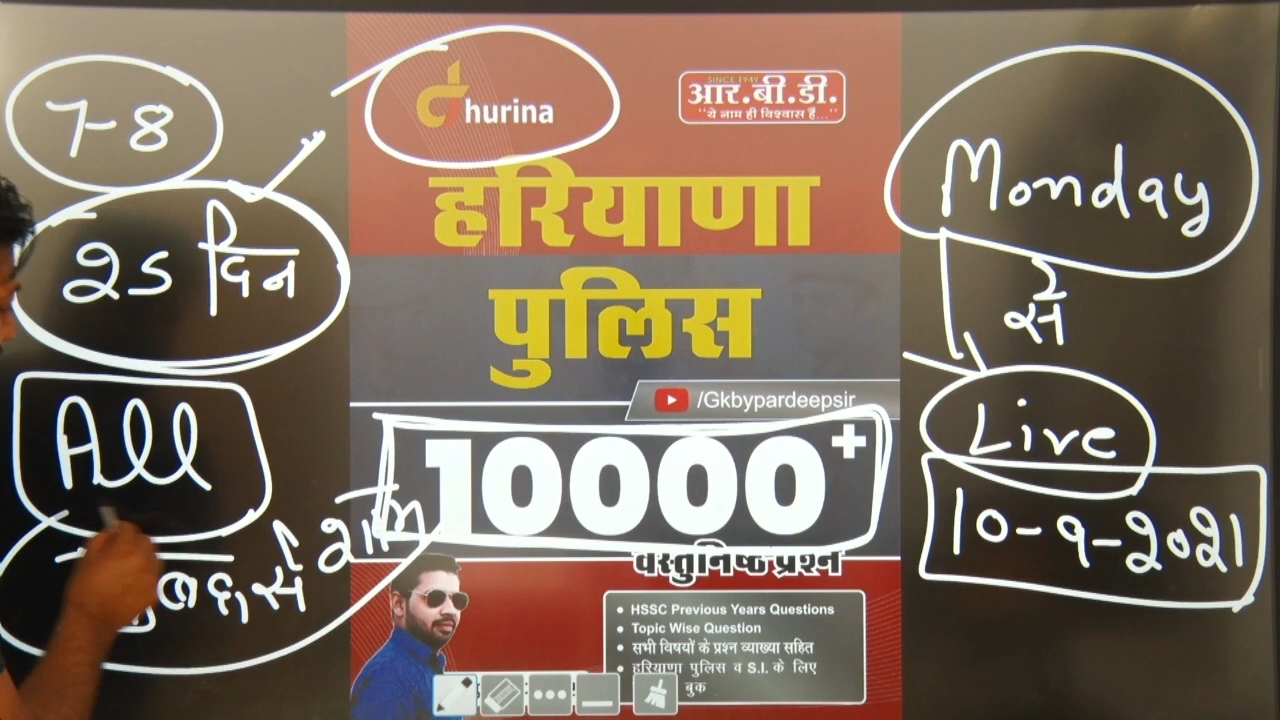 7-8
25 दिन
All
सुबह से शाम
Dhurina
SINCE 1949
आर.बी.डी.
"ये नाम ही विश्वास है..."
हरियाणा
पुलिस
/Gkbypardeepsir
10000+
वस्तुनिष्ठ प्रश्न
• HSSC Previous Years Questions
• Topic Wise Question
• सभी विषयों के प्रश्न व्याख्या सहित
• हरियाणा पुलिस व S.I. के लिए
बुक
Monday
से
Live
10-9-2021